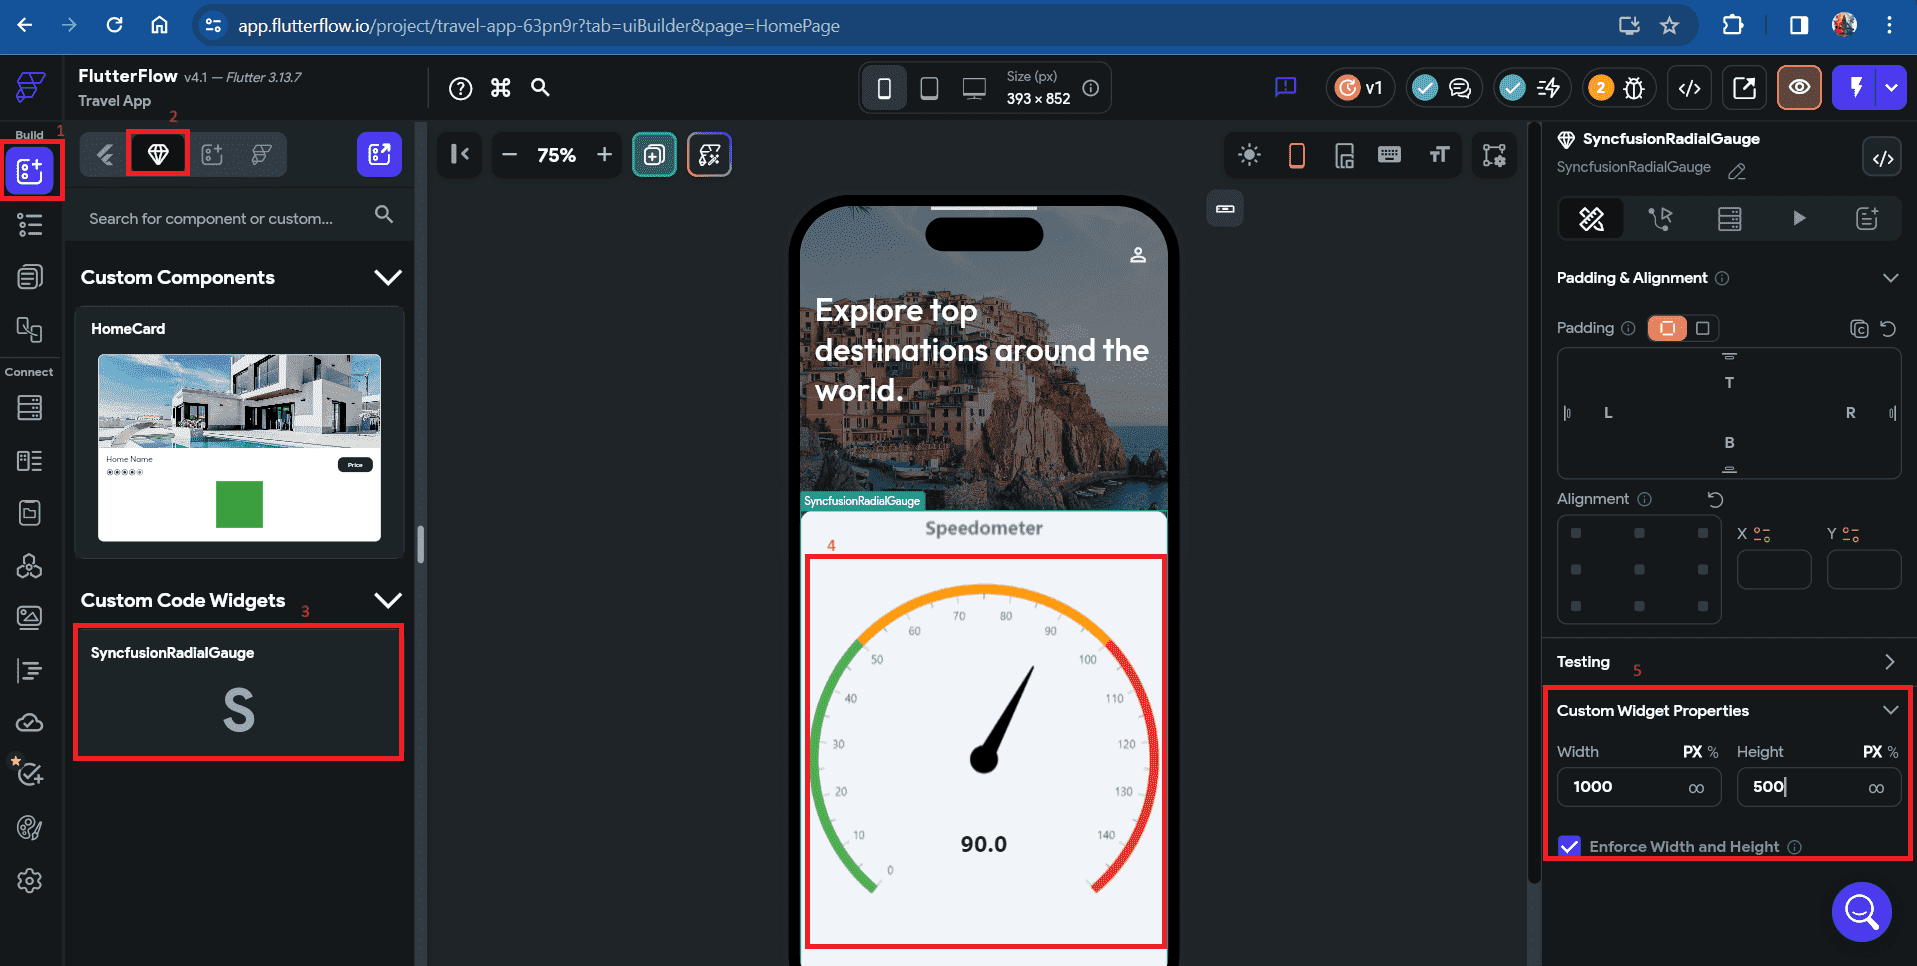 app.flutterflow.io/project/travel-app-63pn9r?tab=uiBuilder&page=HomePage
FlutterFlow v4.1 — Flutter 3.13.7
Travel App
Size (px)
393 × 852
v1
2
Build
1
2
75%
Search for component or custom...
Custom Components
HomeCard
Home Name
Price
Connect
Custom Code Widgets
3
SyncfusionRadialGauge
S
Explore top
destinations around the
world.
SyncfusionRadialGauge
Speedometer
4
0
10
20
30
40
50
60
70
80
90
100
110
120
130
140
90.0
SyncfusionRadialGauge
SyncfusionRadialGauge
Padding & Alignment
Padding
T
L
R
B
Alignment
X
Y
Testing
5
Custom Widget Properties
Width PX % Height PX %
1000 ∞ 500 ∞
Enforce Width and Height